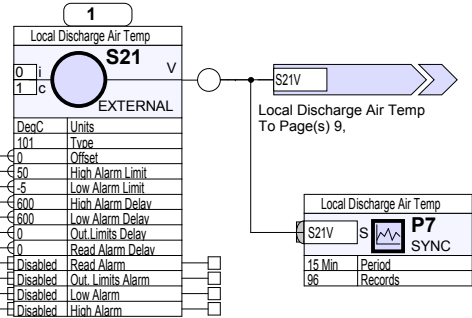 1
Local Discharge Air Temp
S21
V
0 i
1 c
EXTERNAL
DegC Units
101 Type
0 Offset
50 High Alarm Limit
-5 Low Alarm Limit
600 High Alarm Delay
600 Low Alarm Delay
0 Out.Limits Delay
0 Read Alarm Delay
Disabled Read Alarm
Disabled Out. Limits Alarm
Disabled Low Alarm
Disabled High Alarm
S21V
Local Discharge Air Temp
To Page(s) 9,
Local Discharge Air Temp
S21V S P7
SYNC
15 Min Period
96 Records